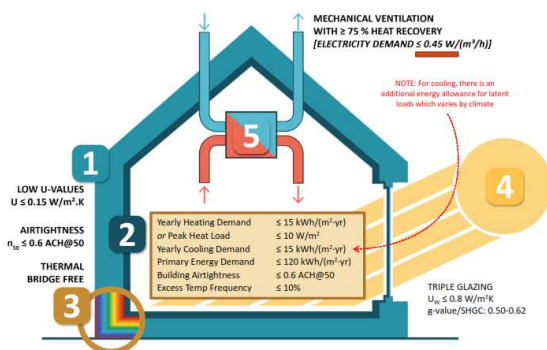 MECHANICAL VENTILATION
WITH ≥ 75 % HEAT RECOVERY
[ELECTRICITY DEMAND ≤ 0.45 W/(m³/h)]
NOTE: For cooling, there is an
additional energy allowance for latent
loads which varies by climate
5
1
LOW U-VALUES
U ≤ 0.15 W/m².K
AIRTIGHTNESS
n50 ≤ 0.6 ACH@50
THERMAL
BRIDGE FREE
2
4
Yearly Heating Demand ≤ 15 kWh/(m²·yr)
or Peak Heat Load ≤ 10 W/m²
Yearly Cooling Demand ≤ 15 kWh/(m²·yr)
Primary Energy Demand ≤ 120 kWh/(m²·yr)
Building Airtightness ≤ 0.6 ACH@50
Excess Temp Frequency ≤ 10%
3
TRIPLE GLAZING
Uw ≤ 0.8 W/m²K
g-value/SHGC: 0.50-0.62